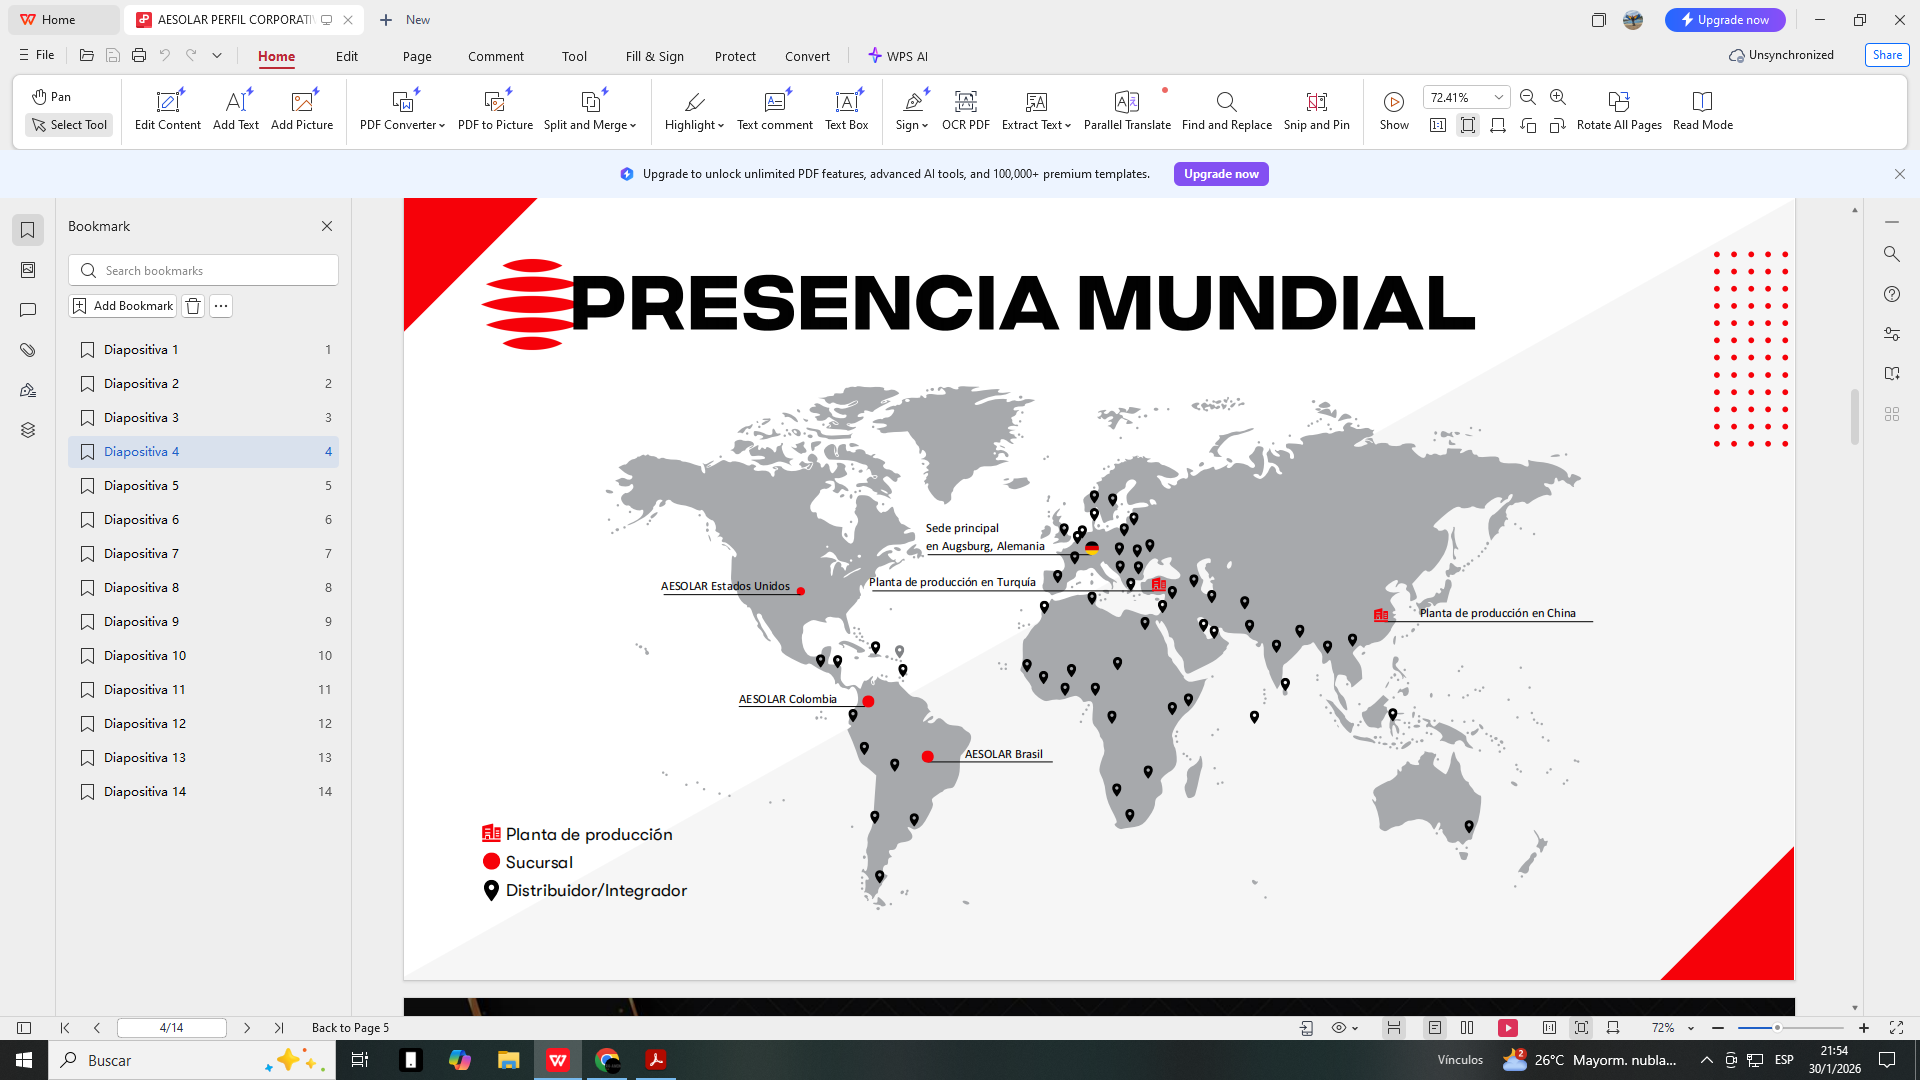 Home
AESOLAR PERFIL CORPORATIV
New
Upgrade now
File
Home
Edit
Page
Comment
Tool
Fill & Sign
Protect
Convert
WPS AI
Unsynchronized
Share
Pan
Select Tool
Edit Content
Add Text
Add Picture
PDF Converter
PDF to Picture
Split and Merge
Highlight
Text comment
Text Box
Sign
OCR PDF
Extract Text
Parallel Translate
Find and Replace
Snip and Pin
Show
72.41%
1:1
Rotate All Pages
Read Mode
Upgrade to unlock unlimited PDF features, advanced AI tools, and 100,000+ premium templates.
Upgrade now
Bookmark
Search bookmarks
Add Bookmark
Diapositiva 1 1
Diapositiva 2 2
Diapositiva 3 3
Diapositiva 4 4
Diapositiva 5 5
Diapositiva 6 6
Diapositiva 7 7
Diapositiva 8 8
Diapositiva 9 9
Diapositiva 10 10
Diapositiva 11 11
Diapositiva 12 12
Diapositiva 13 13
Diapositiva 14 14
PRESENCIA MUNDIAL
Sede principal
en Augsburg, Alemania
AESOLAR Estados Unidos
Planta de producción en Turquía
Planta de producción en China
AESOLAR Colombia
AESOLAR Brasil
Planta de producción
Sucursal
Distribuidor/Integrador
4/14
Back to Page 5
72%
Buscar
Vínculos
2
26°C Mayorm. nubla...
ESP
21:54
30/1/2026